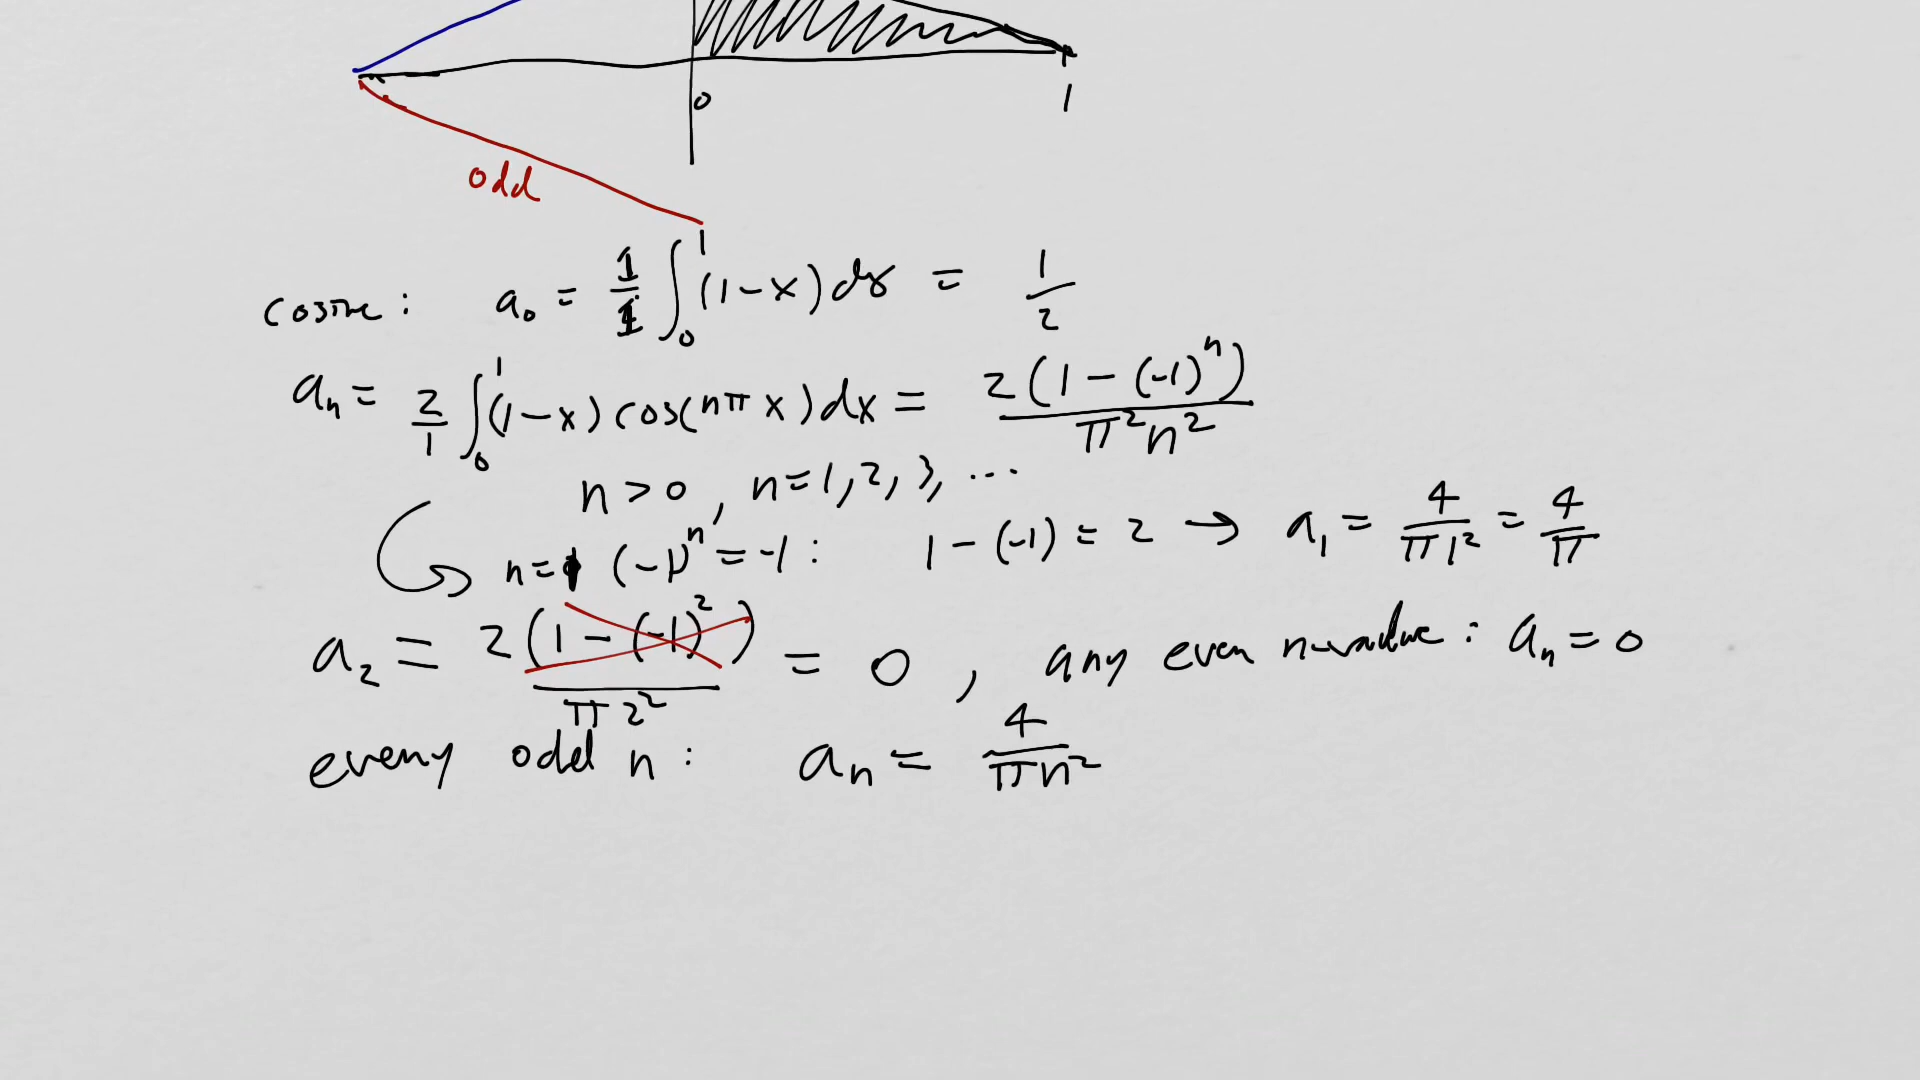 0 1
odd
cosine: a₀ = 1/1 ∫₀¹ (1-x) dx = 1/2
aₙ = 2/1 ∫₀¹ (1-x) cos(nπx) dx = 2(1-(-1)ⁿ)/π²n²
n > 0, n = 1, 2, 3, ...
n=1 (-1)ⁿ = -1: 1-(-1) = 2 → a₁ = 4/π1² = 4/π
a₂ = 2(1-(-1)²)/π2² = 0, any even n-value: aₙ = 0
every odd n: aₙ = 4/πn²